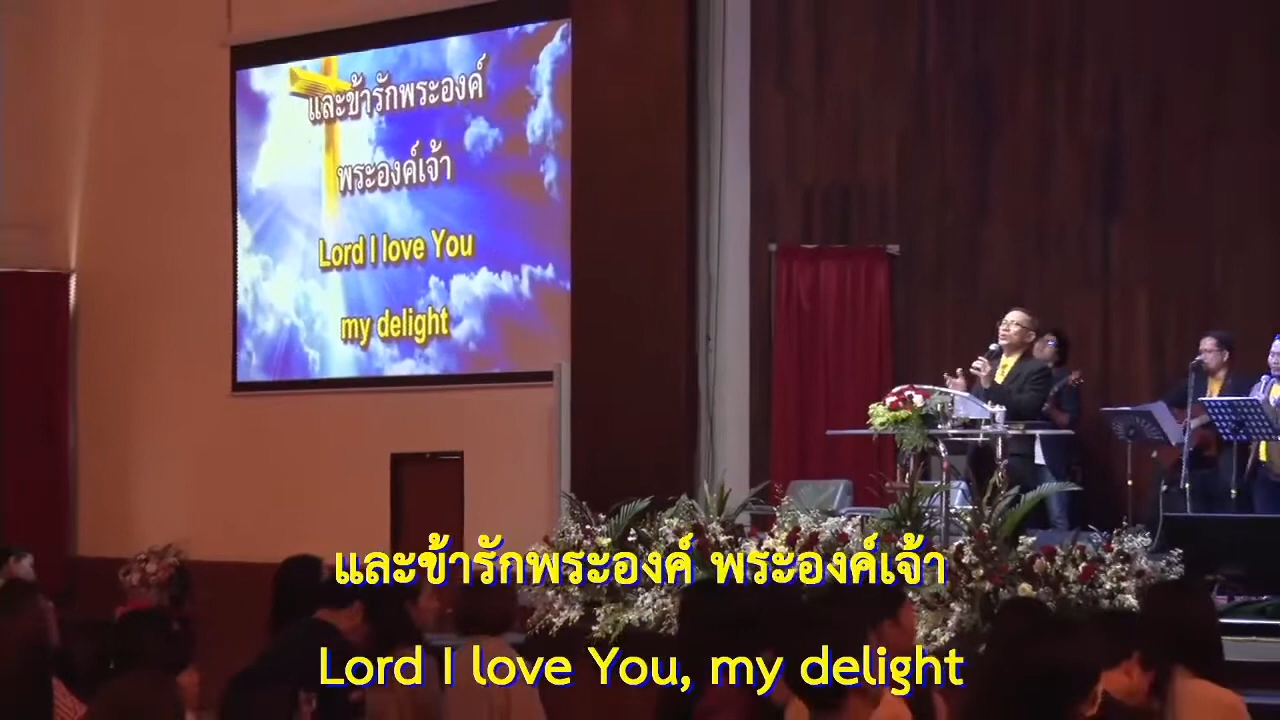 และข้ารักพระองค์
พระองค์เจ้า
Lord I love You
my delight
และข้ารักพระองค์ พระองค์เจ้า
Lord I love You, my delight